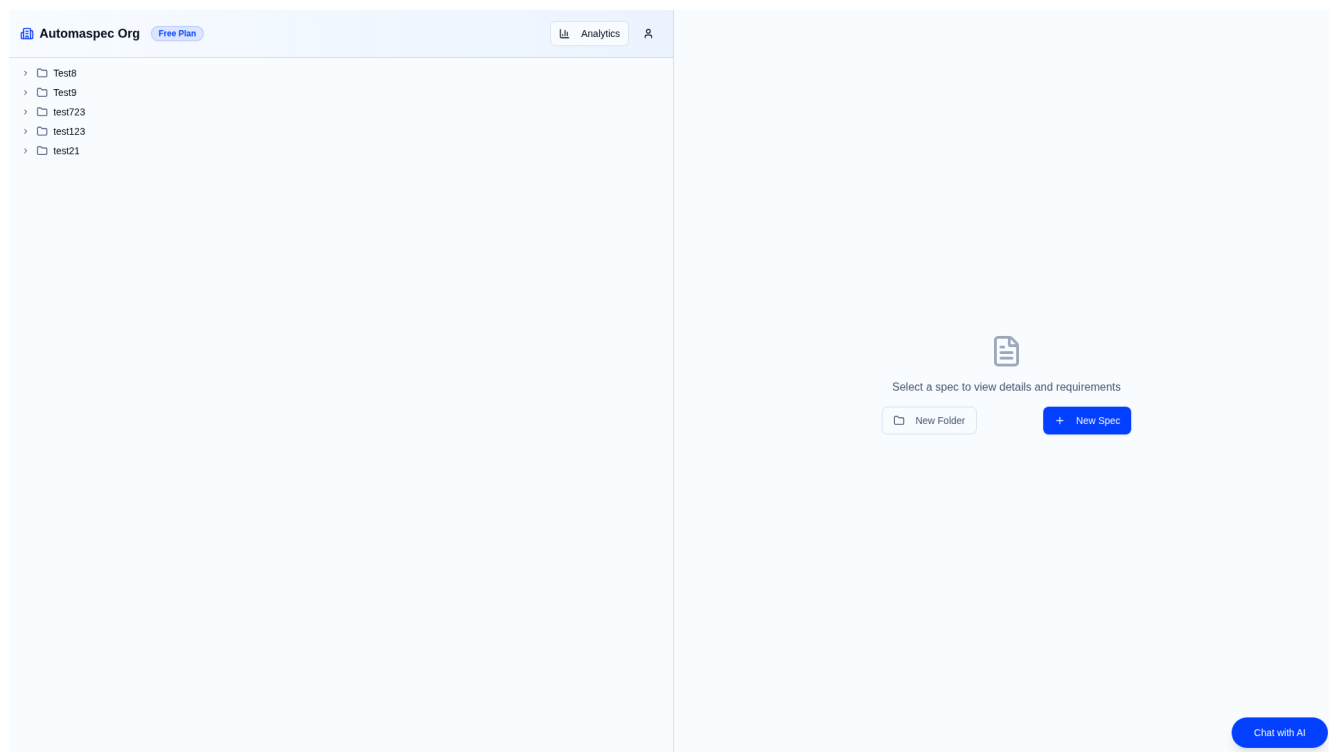 Automaspec Org
Free Plan
Analytics
Test8
Test9
test723
test123
test21
Select a spec to view details and requirements
New Folder
New Spec
Chat with AI